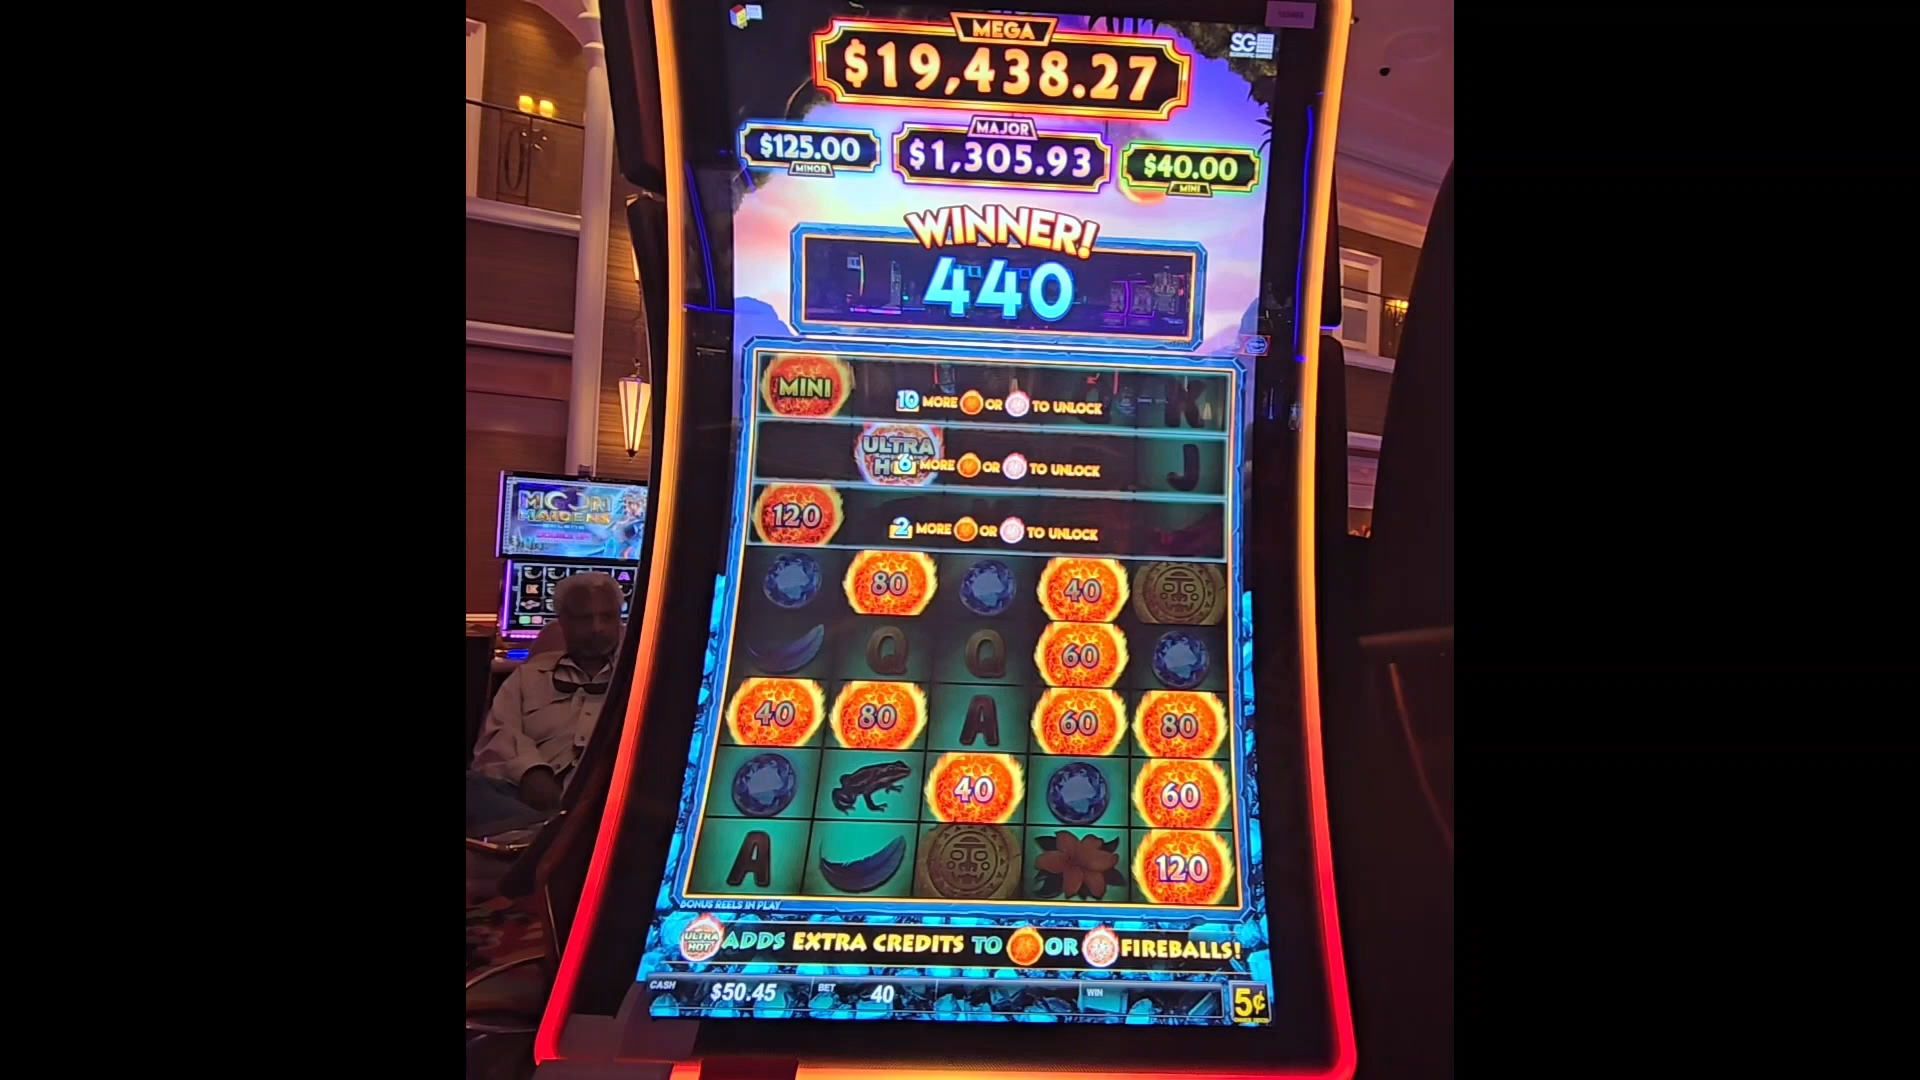 MEGA
$19,438.27
SG
$125.00
MINOR
MAJOR
$1,305.93
$40.00
MINI
WINNER!
440
MINI
10 MORE OR TO UNLOCK
K
ULTRA
6 MORE OR TO UNLOCK
J
120
2 MORE OR TO UNLOCK
80
40
Q
Q
60
40
80
A
60
80
40
60
A
120
BONUS REELS IN PLAY
ULTRA HOT ADDS EXTRA CREDITS TO OR FIREBALLS!
CASH $50.45 BET 40 WIN 5¢
MOON
MAIDENS